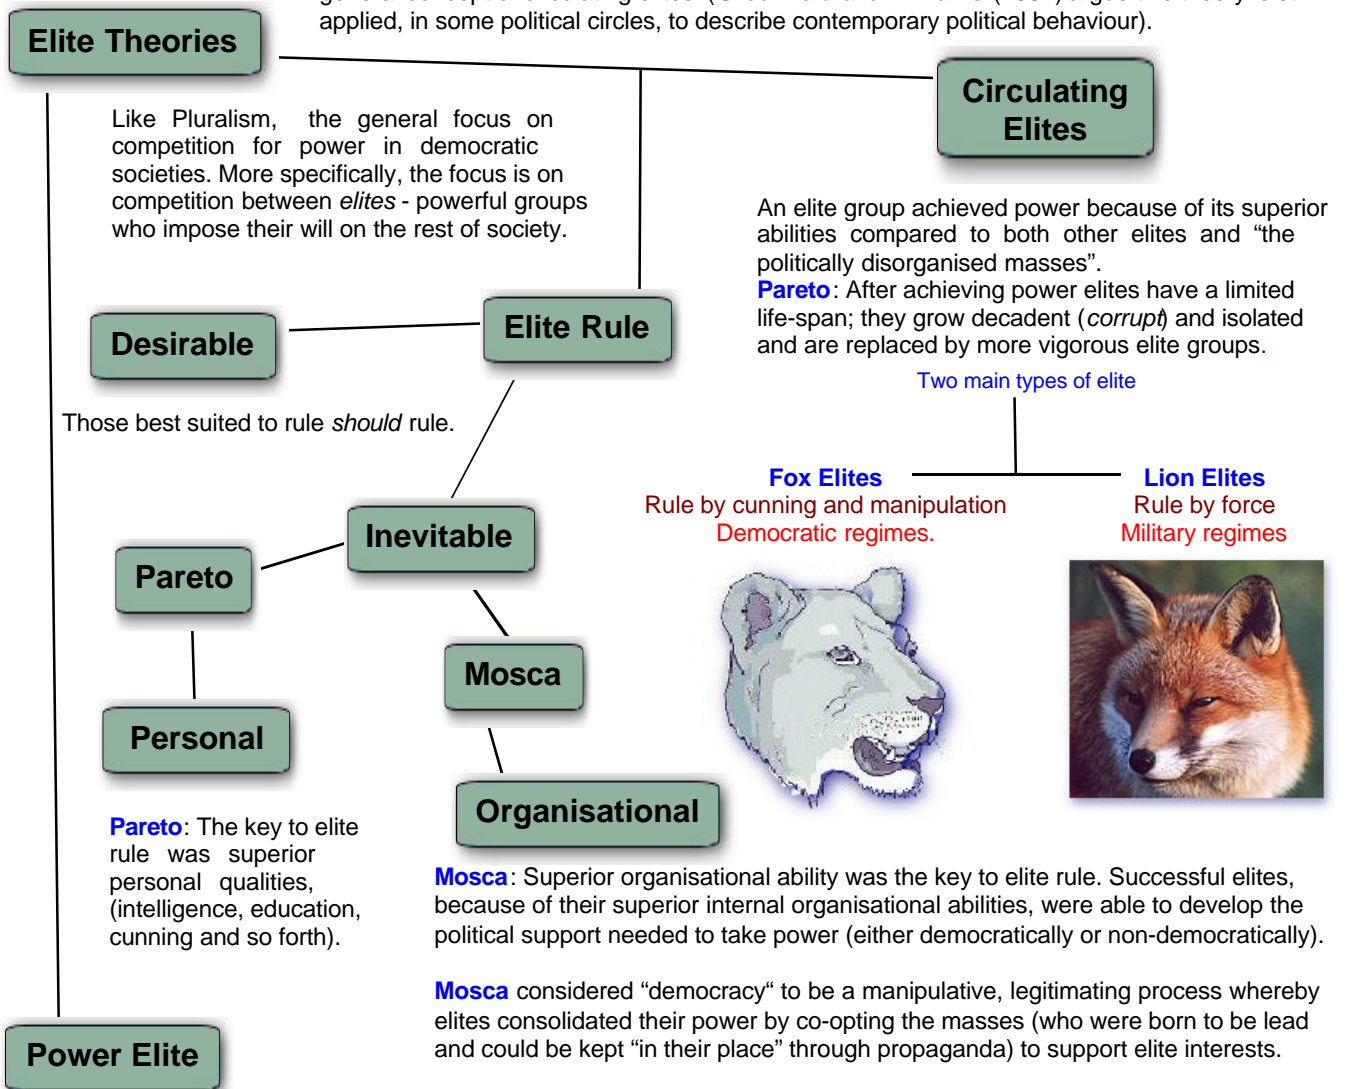 applied, in some political circles, to describe contemporary political behaviour).
Elite Theories
Circulating
Elites
Like Pluralism, the general focus on
competition for power in democratic
societies. More specifically, the focus is on
competition between elites - powerful groups
who impose their will on the rest of society.
An elite group achieved power because of its superior
abilities compared to both other elites and “the
politically disorganised masses”.
Pareto: After achieving power elites have a limited
life-span; they grow decadent (corrupt) and isolated
and are replaced by more vigorous elite groups.
Desirable
Elite Rule
Two main types of elite
Those best suited to rule should rule.
Fox Elites
Rule by cunning and manipulation
Democratic regimes.
Lion Elites
Rule by force
Military regimes
Inevitable
Pareto
Mosca
Personal
Organisational
Pareto: The key to elite
rule was superior
personal qualities,
(intelligence, education,
cunning and so forth).
Mosca: Superior organisational ability was the key to elite rule. Successful elites,
because of their superior internal organisational abilities, were able to develop the
political support needed to take power (either democratically or non-democratically).
Mosca considered “democracy“ to be a manipulative, legitimating process whereby
elites consolidated their power by co-opting the masses (who were born to be lead
and could be kept “in their place” through propaganda) to support elite interests.
Power Elite